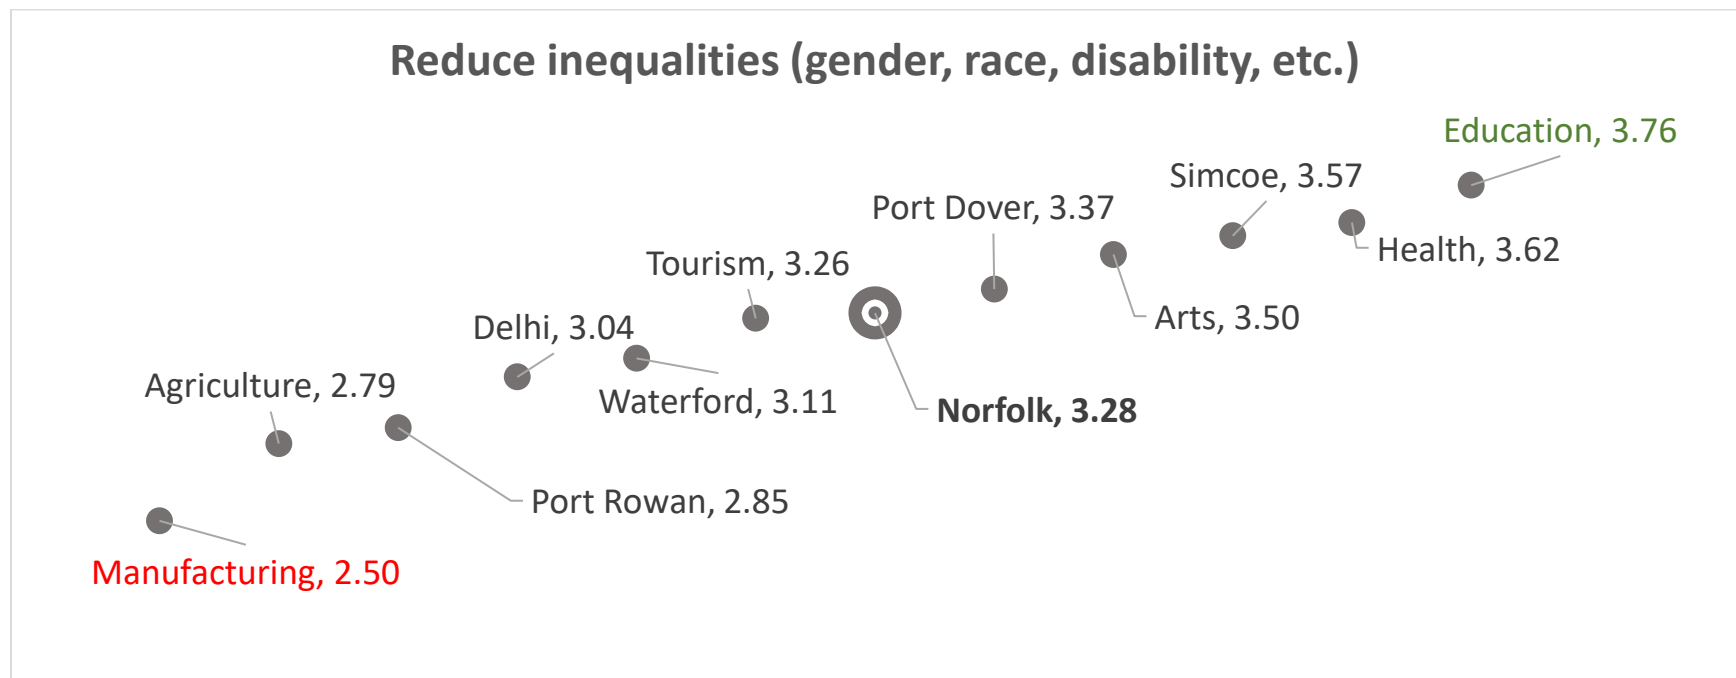 Reduce inequalities (gender, race, disability, etc.)
Education, 3.76
Simcoe, 3.57
Port Dover, 3.37
Health, 3.62
Tourism, 3.26
Arts, 3.50
Delhi, 3.04
Agriculture, 2.79
Waterford, 3.11
Norfolk, 3.28
Port Rowan, 2.85
Manufacturing, 2.50